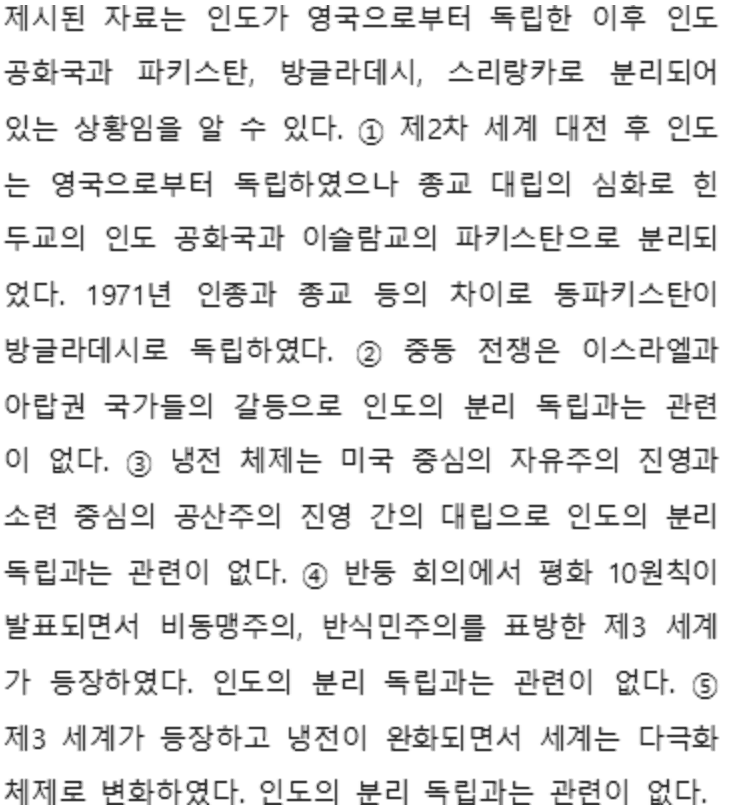 제시된 자료는 인도가 영국으로부터 독립한 이후 인도
공화국과 파키스탄, 방글라데시, 스리랑카로 분리되어
있는 상황임을 알 수 있다. ① 제2차 세계 대전 후 인도
는 영국으로부터 독립하였으나 종교 대립의 심화로 힌
두교의 인도 공화국과 이슬람교의 파키스탄으로 분리되
었다. 1971년 인종과 종교 등의 차이로 동파키스탄이
방글라데시로 독립하였다. ② 중동 전쟁은 이스라엘과
아랍권 국가들의 갈등으로 인도의 분리 독립과는 관련
이 없다. ③ 냉전 체제는 미국 중심의 자유주의 진영과
소련 중심의 공산주의 진영 간의 대립으로 인도의 분리
독립과는 관련이 없다. ④ 반둥 회의에서 평화 10원칙이
발표되면서 비동맹주의, 반식민주의를 표방한 제3 세계
가 등장하였다. 인도의 분리 독립과는 관련이 없다. ⑤
제3 세계가 등장하고 냉전이 완화되면서 세계는 다극화
체제로 변화하였다. 인도의 분리 독립과는 관련이 없다.